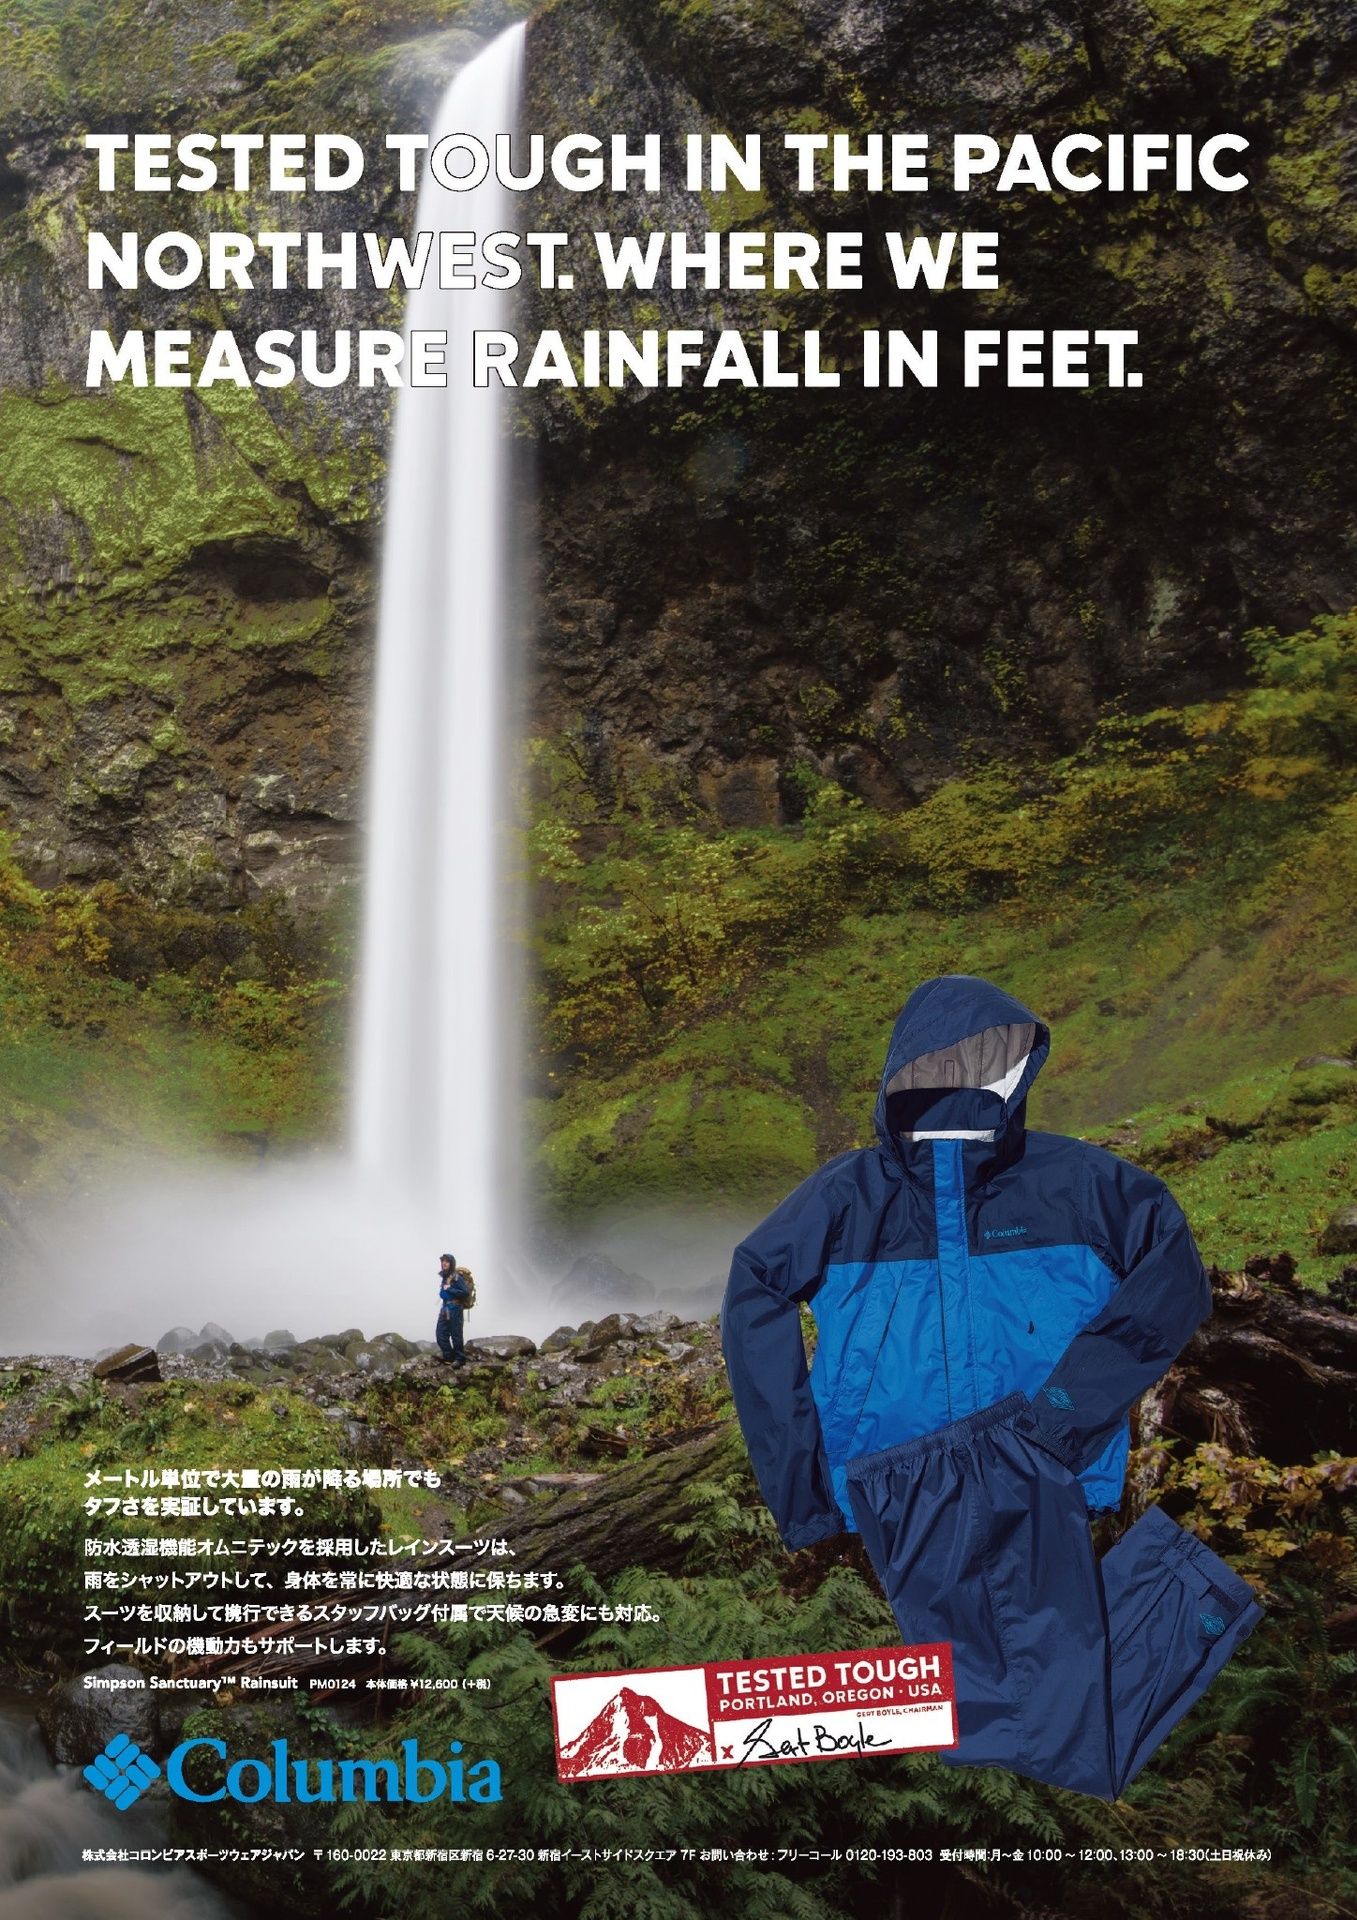 TESTED TOUGH IN THE PACIFIC
NORTHWEST. WHERE WE
MEASURE RAINFALL IN FEET.
Columbia
メートル単位で大量の雨が降る場所でも
タフさを実証しています。
防水透湿機能オムニテックを採用したレインスーツは、
雨をシャットアウトして、身体を常に快適な状態に保ちます。
スーツを収納して携行できるスタッフバッグ付属で天候の急変にも対応。
フィールドの機動力もサポートします。
Simpson Sanctuary™ Rainsuit PM0124 本体価格 ¥12,600 (+税)
TESTED TOUGH
PORTLAND, OREGON · USA
GERT BOYLE, CHAIRMAN
x Gert Boyle
Columbia
株式会社コロンビアスポーツウェアジャパン 〒160-0022 東京都新宿区新宿 6-27-30 新宿イーストサイドスクエア 7F お問い合わせ : フリーコール 0120-193-803 受付時間:月〜金 10:00 〜 12:00、13:00 〜 18:30(土日祝休み)